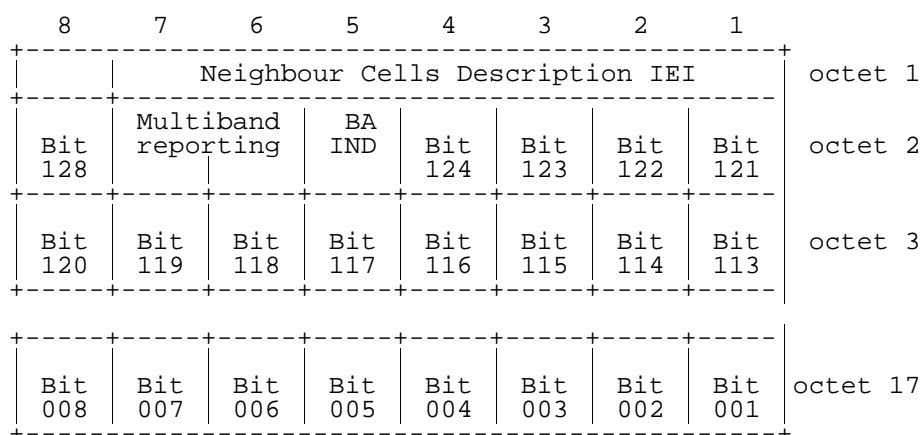 8 7 6 5 4 3 2 1
Neighbour Cells Description IEI octet 1
Multiband BA
Bit reporting IND Bit Bit Bit Bit octet 2
128 124 123 122 121
Bit Bit Bit Bit Bit Bit Bit Bit octet 3
120 119 118 117 116 115 114 113
Bit Bit Bit Bit Bit Bit Bit Bit octet 17
008 007 006 005 004 003 002 001